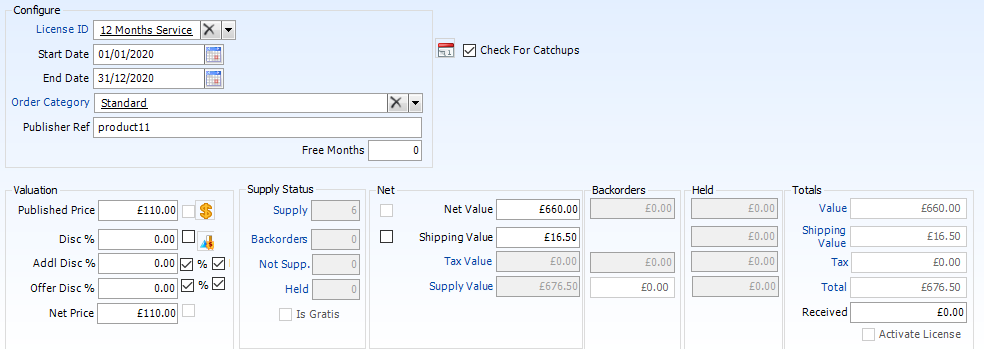 Configure
License ID 12 Months Service
Start Date 01/01/2020
Check For Catchups
End Date 31/12/2020
Order Category Standard
Publisher Ref product11
Free Months 0
Valuation Supply Status Net Backorders Held Totals
Published Price £110.00 Supply 6 Net Value £660.00 £0.00 £0.00 Value £660.00
Disc % 0.00 Backorders 0 Shipping Value £16.50 £0.00 Shipping Value £16.50
Addl Disc % 0.00 % Not Supp. 0 Tax Value £0.00 £0.00 £0.00 Tax £0.00
Offer Disc % 0.00 % Held 0 Supply Value £676.50 £0.00 £0.00 Total £676.50
Net Price £110.00 Is Gratis Received £0.00
Activate License